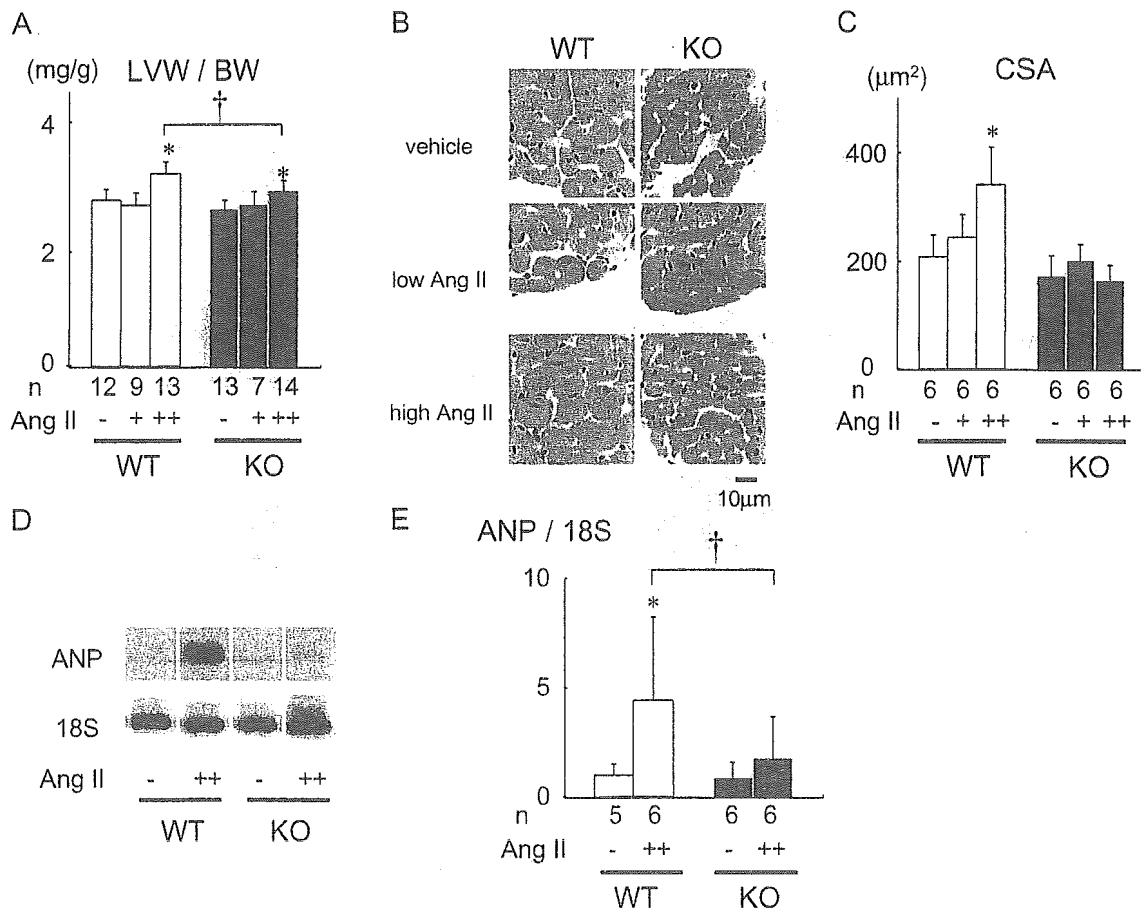 A
(mg/g)
LVW / BW
†
*
*
4
2
0
n
12 9 13 13 7 14
Ang II
- + ++ - + ++
WT KO
B
WT KO
vehicle
low Ang II
high Ang II
10μm
C
(μm²)
CSA
*
400
200
0
n
6 6 6 6 6 6
Ang II
- + ++ - + ++
WT KO
D
ANP
18S
Ang II
- ++ - ++
WT KO
E
ANP / 18S
†
*
10
5
0
n
5 6 6 6
Ang II
- ++ - ++
WT KO